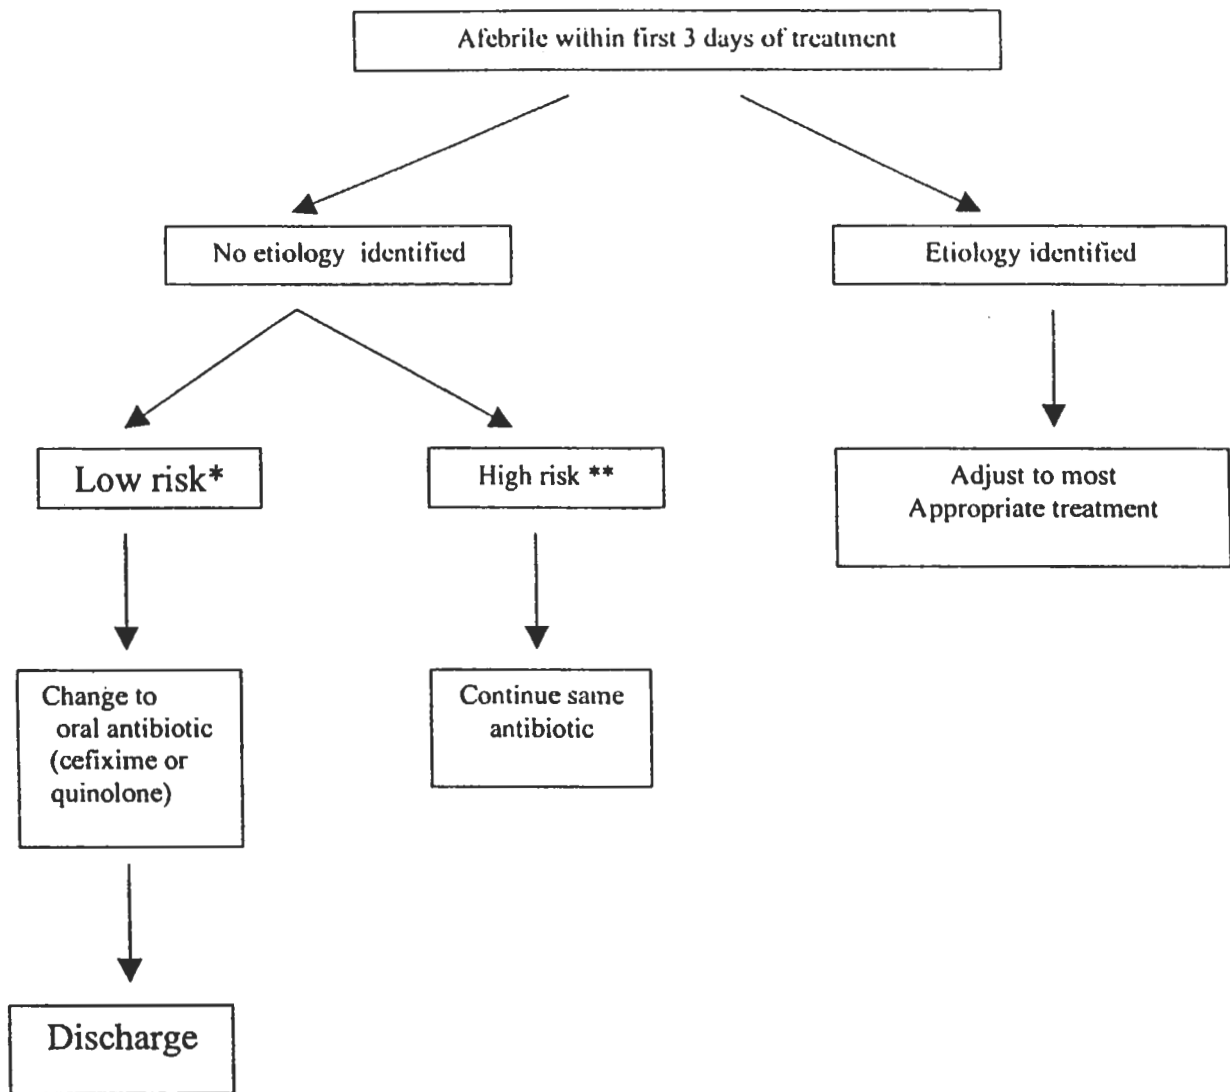 Afebrile within first 3 days of treatment
No etiology identified
Etiology identified
Low risk*
High risk **
Adjust to most
Appropriate treatment
Change to
oral antibiotic
(cefixime or
quinolone)
Continue same
antibiotic
Discharge